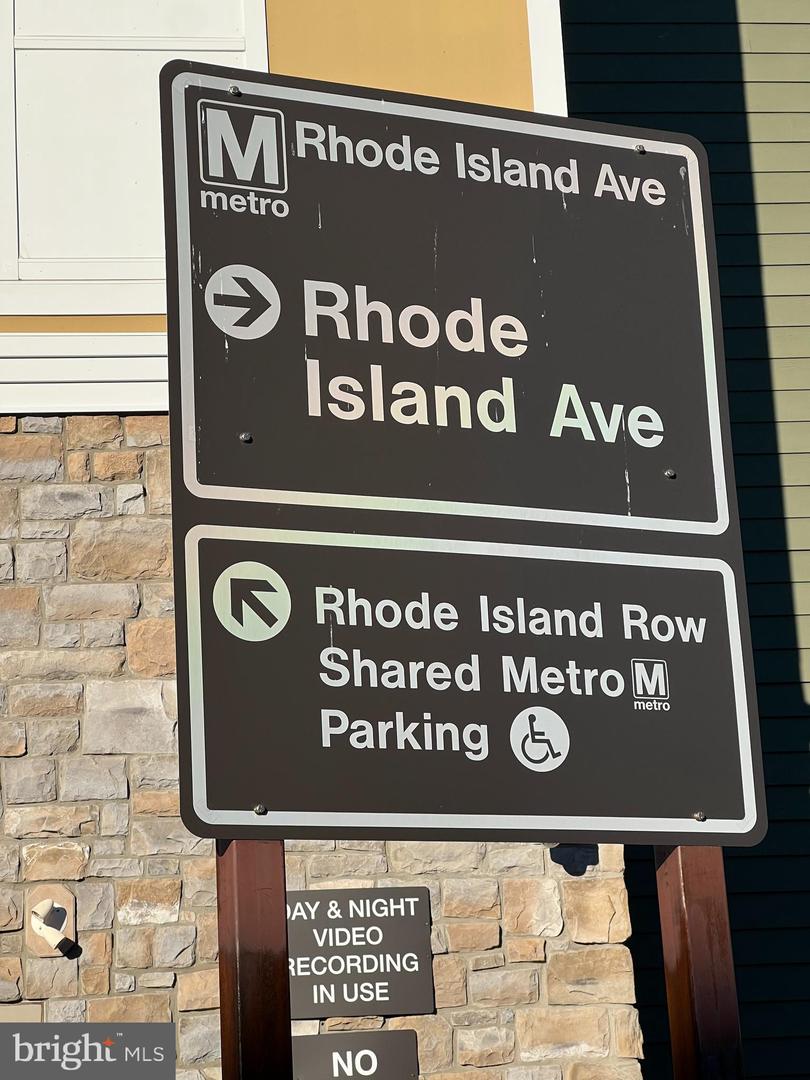 M Rhode Island Ave
metro
Rhode
Island Ave
Rhode Island Row
Shared Metro M
metro
Parking
DAY & NIGHT
VIDEO
RECORDING
IN USE
NO
bright™ MLS